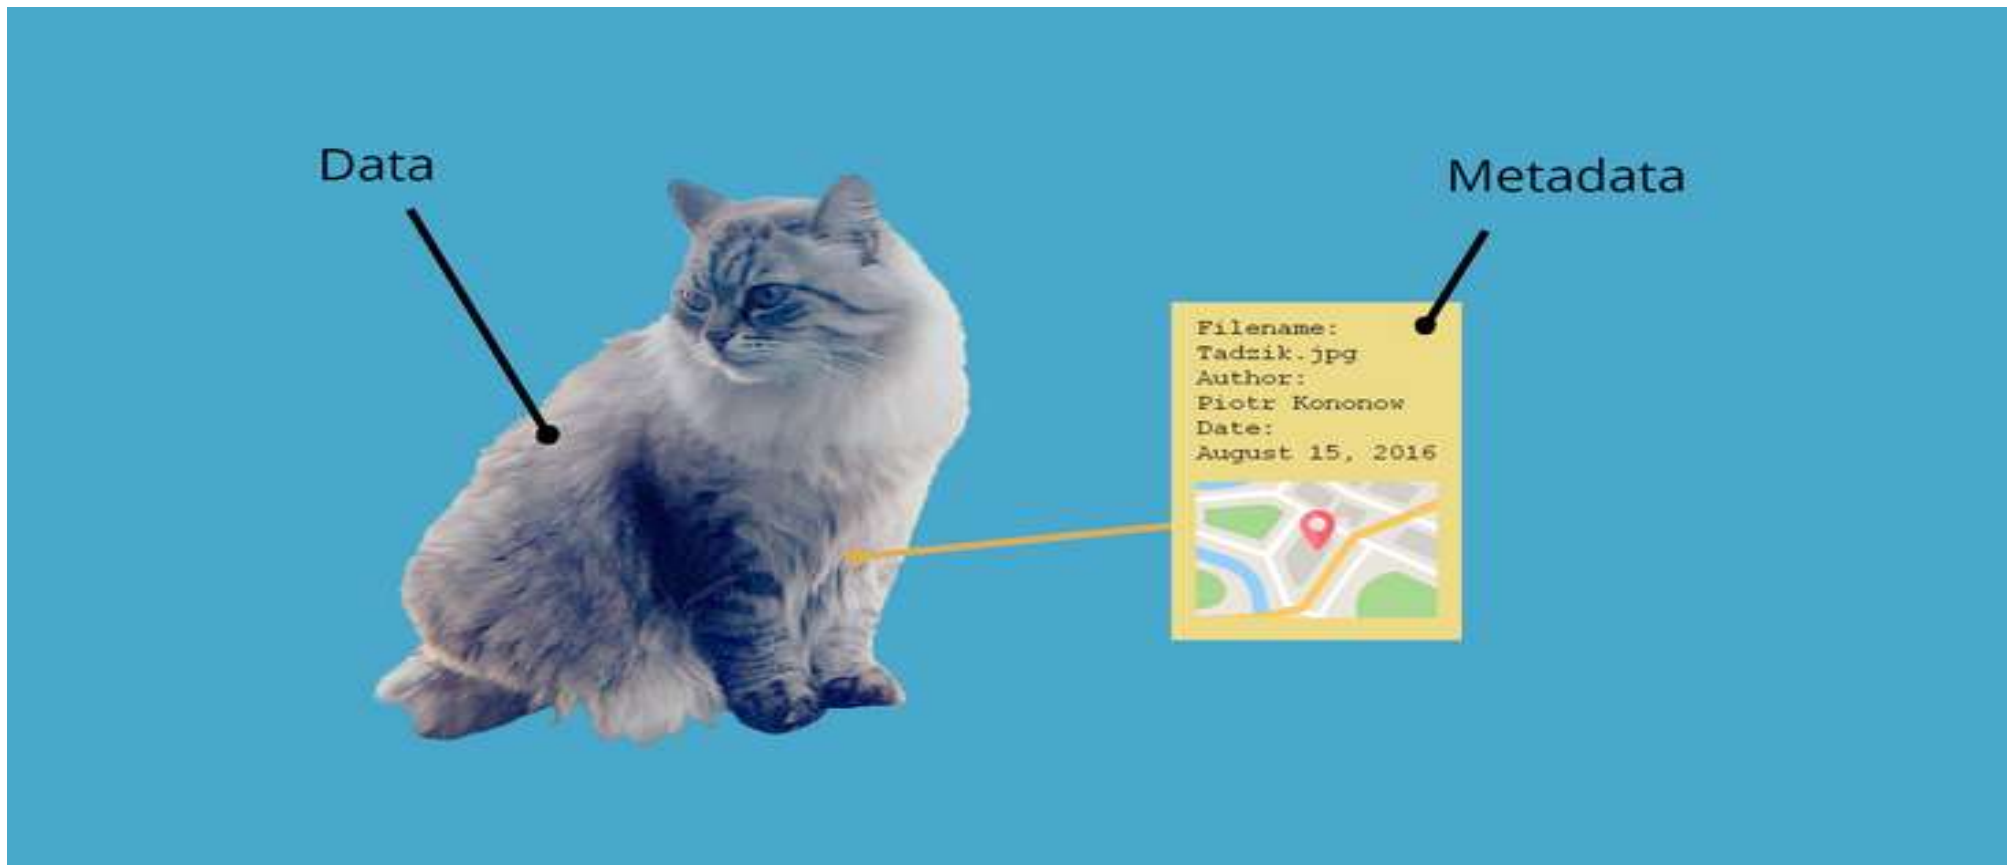 Data
Metadata
Filename:
Tadzik.jpg
Author:
Piotr Kononow
Date:
August 15, 2016